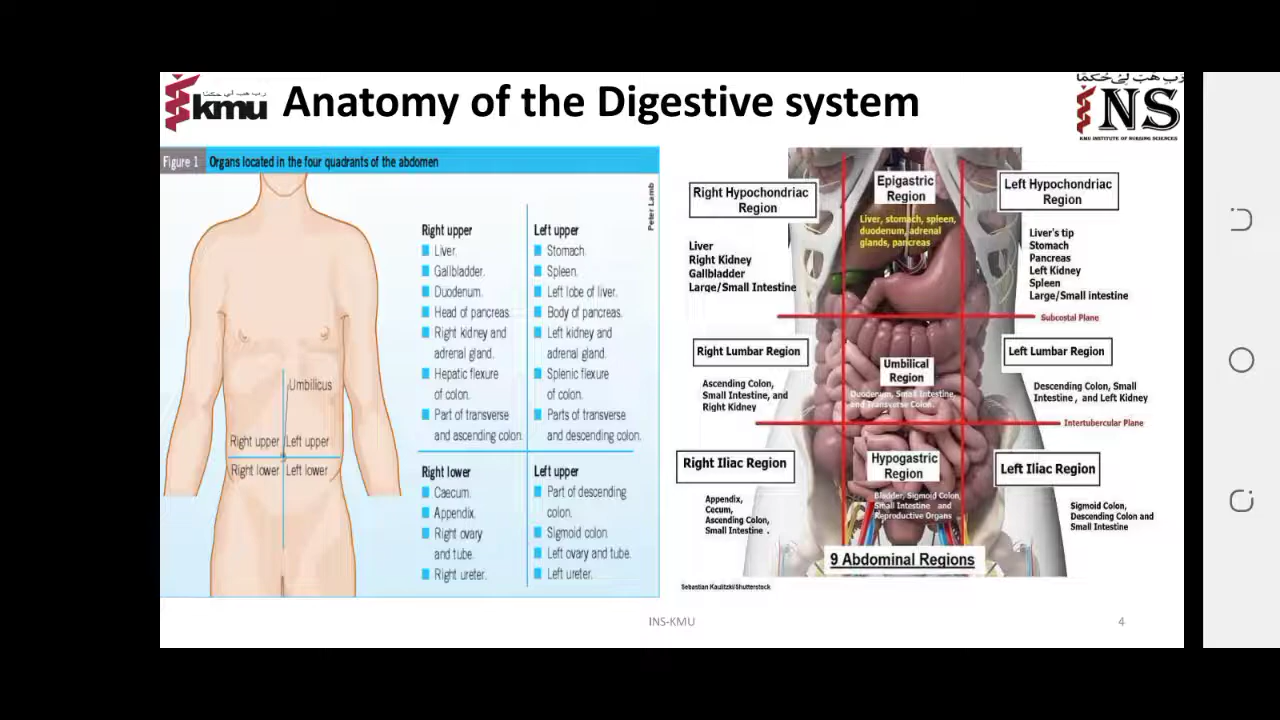 رَبِّ هَبْ لِي حُكْمًا
kmu
Anatomy of the Digestive system
رَبِّ هَبْ لِي حُكْمًا
INS
KMU INSTITUTE OF NURSING SCIENCES
Figure 1 Organs located in the four quadrants of the abdomen
Peter Lamb
Umbilicus
Right upper Left upper
Right lower Left lower
Right upper
Liver.
Gallbladder.
Duodenum.
Head of pancreas.
Right kidney and
adrenal gland.
Hepatic flexure
of colon.
Part of transverse
and ascending colon.
Left upper
Stomach.
Spleen.
Left lobe of liver.
Body of pancreas.
Left kidney and
adrenal gland.
Splenic flexure
of colon.
Parts of transverse
and descending colon.
Right lower
Caecum.
Appendix.
Right ovary
and tube.
Right ureter.
Left upper
Part of descending
colon.
Sigmoid colon.
Left ovary and tube.
Left ureter.
Right Hypochondriac
Region
Liver
Right Kidney
Gallbladder
Large/Small Intestine
Epigastric
Region
Liver, stomach, spleen,
duodenum, adrenal
glands, pancreas
Left Hypochondriac
Region
Liver's tip
Stomach
Pancreas
Left Kidney
Spleen
Large/Small intestine
Subcostal Plane
Right Lumbar Region
Ascending Colon,
Small Intestine, and
Right Kidney
Umbilical
Region
Duodenum, Small Intestine,
and Transverse Colon.
Left Lumbar Region
Descending Colon, Small
Intestine, and Left Kidney
Intertubercular Plane
Right Iliac Region
Appendix,
Cecum,
Ascending Colon,
Small Intestine .
Hypogastric
Region
Bladder, Sigmoid Colon,
Small Intestine and
Reproductive Organs
Left Iliac Region
Sigmoid Colon,
Descending Colon and
Small Intestine
9 Abdominal Regions
Sebastian Kaulitzki/Shutterstock
INS-KMU
4